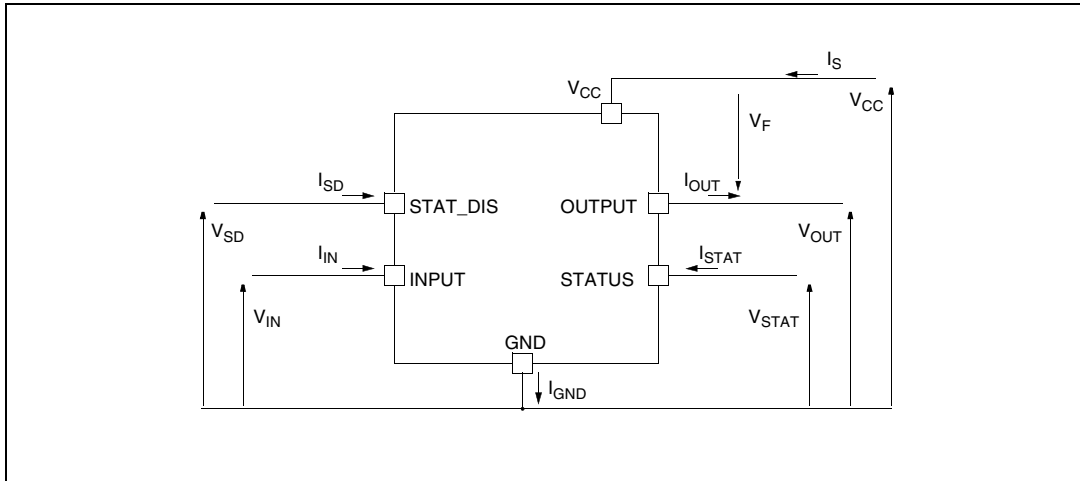 I_S
V_CC
V_CC
V_F
I_SD
I_OUT
STAT_DIS
OUTPUT
V_SD
V_OUT
I_IN
I_STAT
INPUT
STATUS
V_IN
V_STAT
GND
I_GND